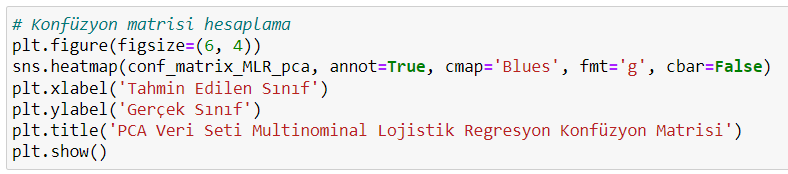 # Konfüzyon matrisi hesaplama
plt.figure(figsize=(6, 4))
sns.heatmap(conf_matrix_MLR_pca, annot=True, cmap='Blues', fmt='g', cbar=False)
plt.xlabel('Tahmin Edilen Sınıf')
plt.ylabel('Gerçek Sınıf')
plt.title('PCA Veri Seti Multinominal Lojistik Regresyon Konfüzyon Matrisi')
plt.show()